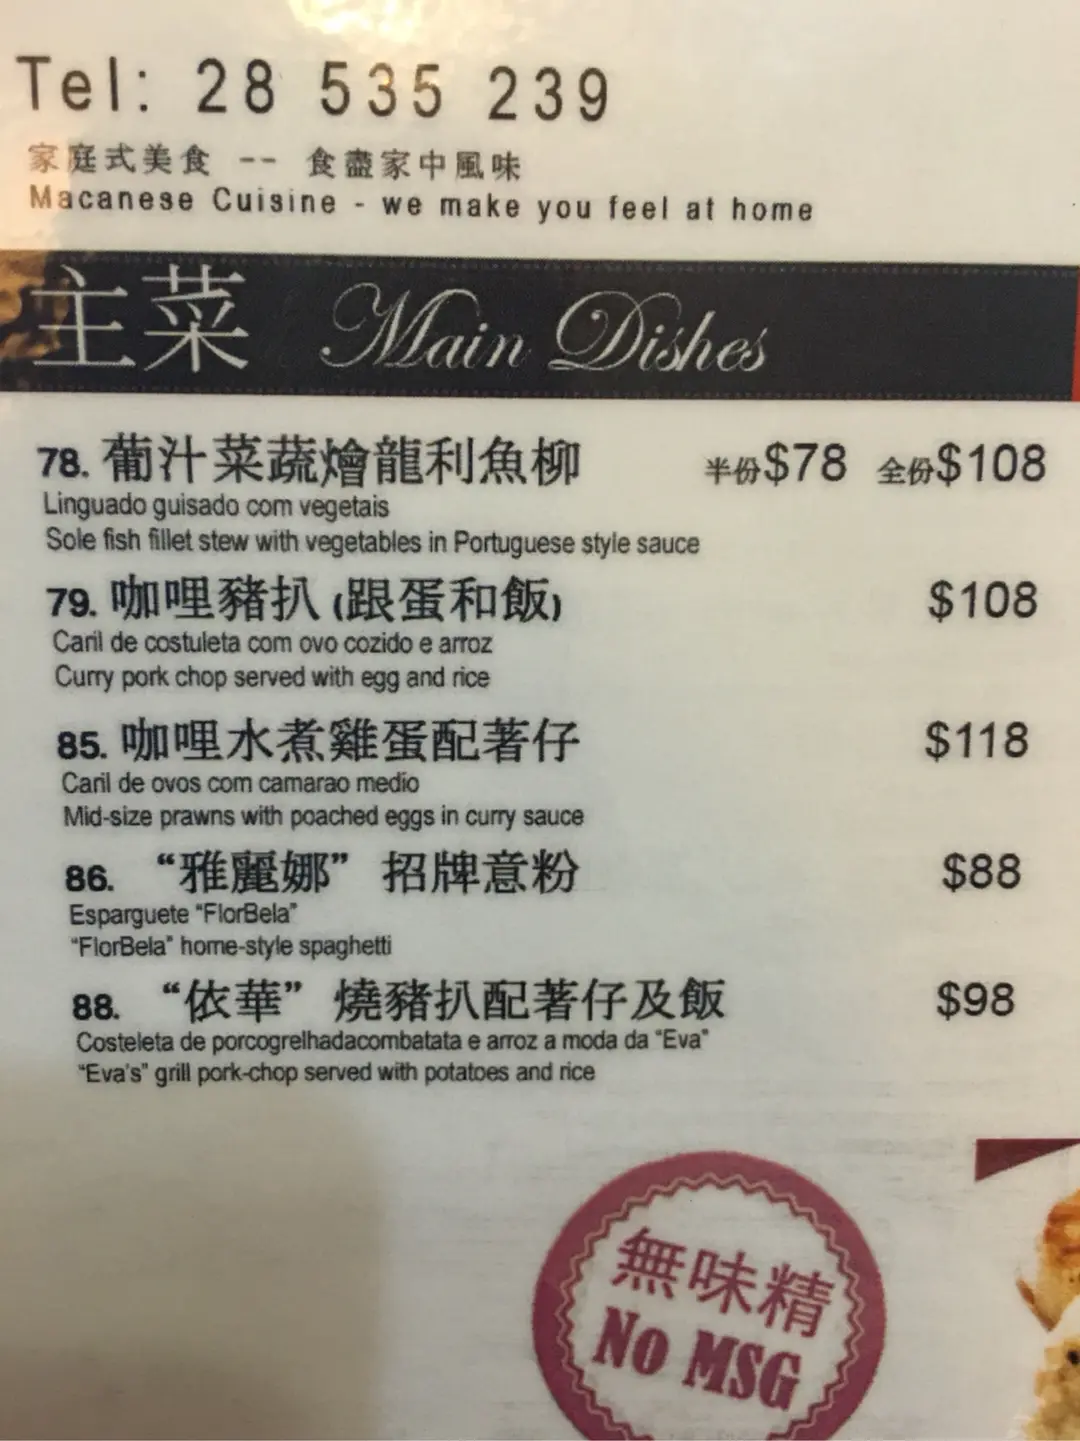 Tel: 28 535 239
家庭式美食 -- 食盡家中風味
Macanese Cuisine - we make you feel at home
主菜 Main Dishes
78. 葡汁菜蔬燴龍利魚柳 半份$78 全份$108
Linguado guisado com vegetais
Sole fish fillet stew with vegetables in Portuguese style sauce
79. 咖哩豬扒 (跟蛋和飯) $108
Caril de costuleta com ovo cozido e arroz
Curry pork chop served with egg and rice
85. 咖哩水煮雞蛋配薯仔 $118
Caril de ovos com camarao medio
Mid-size prawns with poached eggs in curry sauce
86. “雅麗娜” 招牌意粉 $88
Esparguete “FlorBela”
“FlorBela” home-style spaghetti
88. “依華” 燒豬扒配薯仔及飯 $98
Costeleta de porcogrelhadacombatata e arroz a moda da “Eva”
“Eva's” grill pork-chop served with potatoes and rice
無味精
No MSG